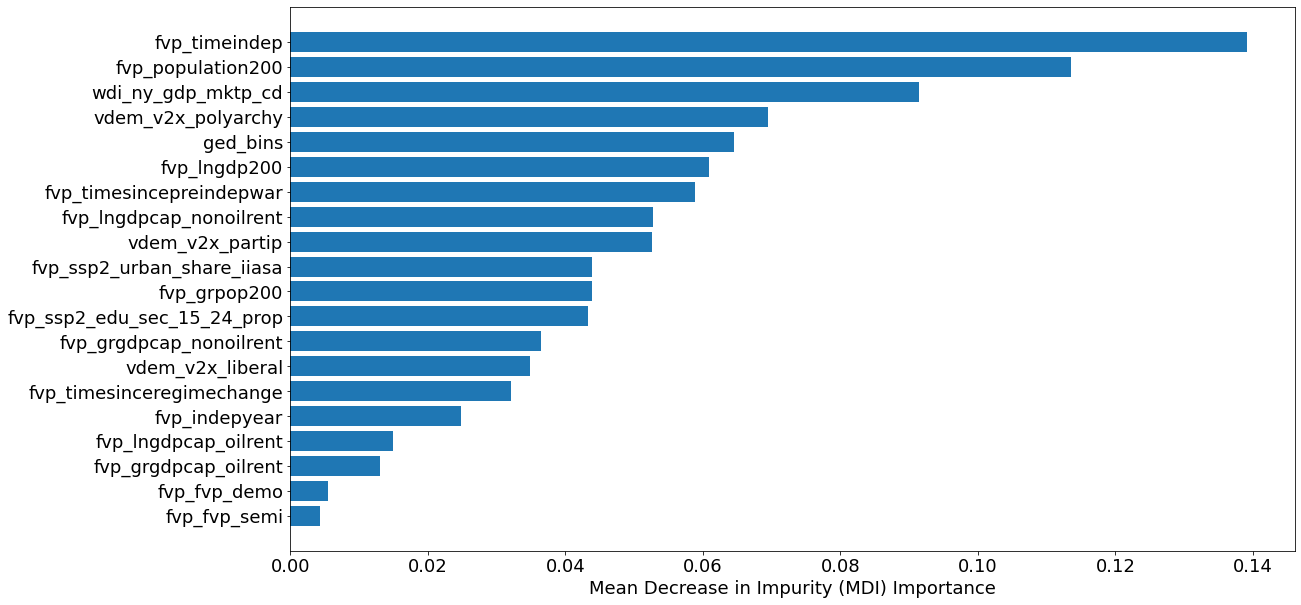 fvp_timeindep
fvp_population200
wdi_ny_gdp_mktp_cd
vdem_v2x_polyarchy
ged_bins
fvp_lngdp200
fvp_timesincepreindepwar
fvp_lngdpcap_nonoilrent
vdem_v2x_partip
fvp_ssp2_urban_share_iiasa
fvp_grpop200
fvp_ssp2_edu_sec_15_24_prop
fvp_grgdpcap_nonoilrent
vdem_v2x_liberal
fvp_timesinceregimechange
fvp_indepyear
fvp_lngdpcap_oilrent
fvp_grgdpcap_oilrent
fvp_fvp_demo
fvp_fvp_semi
0.00 0.02 0.04 0.06 0.08 0.10 0.12 0.14
Mean Decrease in Impurity (MDI) Importance